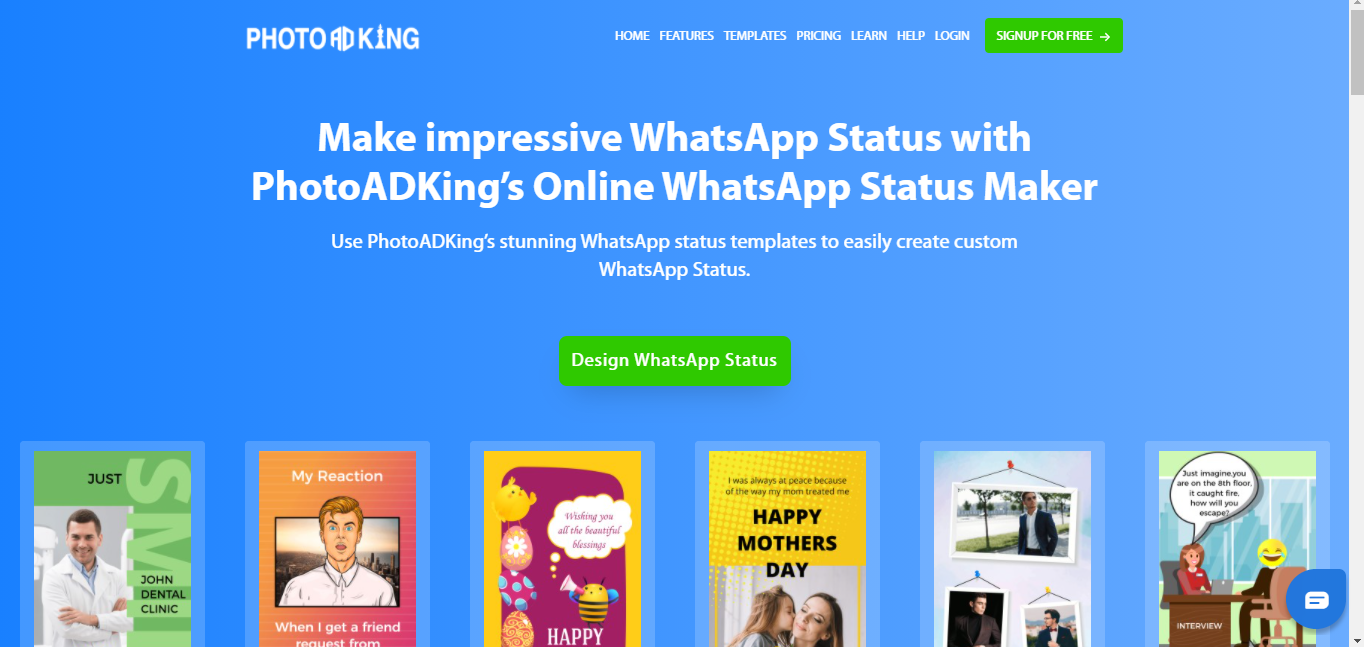 PHOTO AD KING
HOME FEATURES TEMPLATES PRICING LEARN HELP LOGIN SIGNUP FOR FREE →
Make impressive WhatsApp Status with
PhotoADKing’s Online WhatsApp Status Maker
Use PhotoADKing’s stunning WhatsApp status templates to easily create custom
WhatsApp Status.
Design WhatsApp Status
JUST
SM
JOHN
DENTAL
CLINIC
My Reaction
When I get a friend
request from
Wishing you
all the beautiful
blessings
HAPPY
I was always at peace because
of the way my mom treated me
HAPPY
MOTHERS
DAY
Just imagine,you
are on the 8th floor,
it caught fire,
how will you
escape?
INTERVIEW